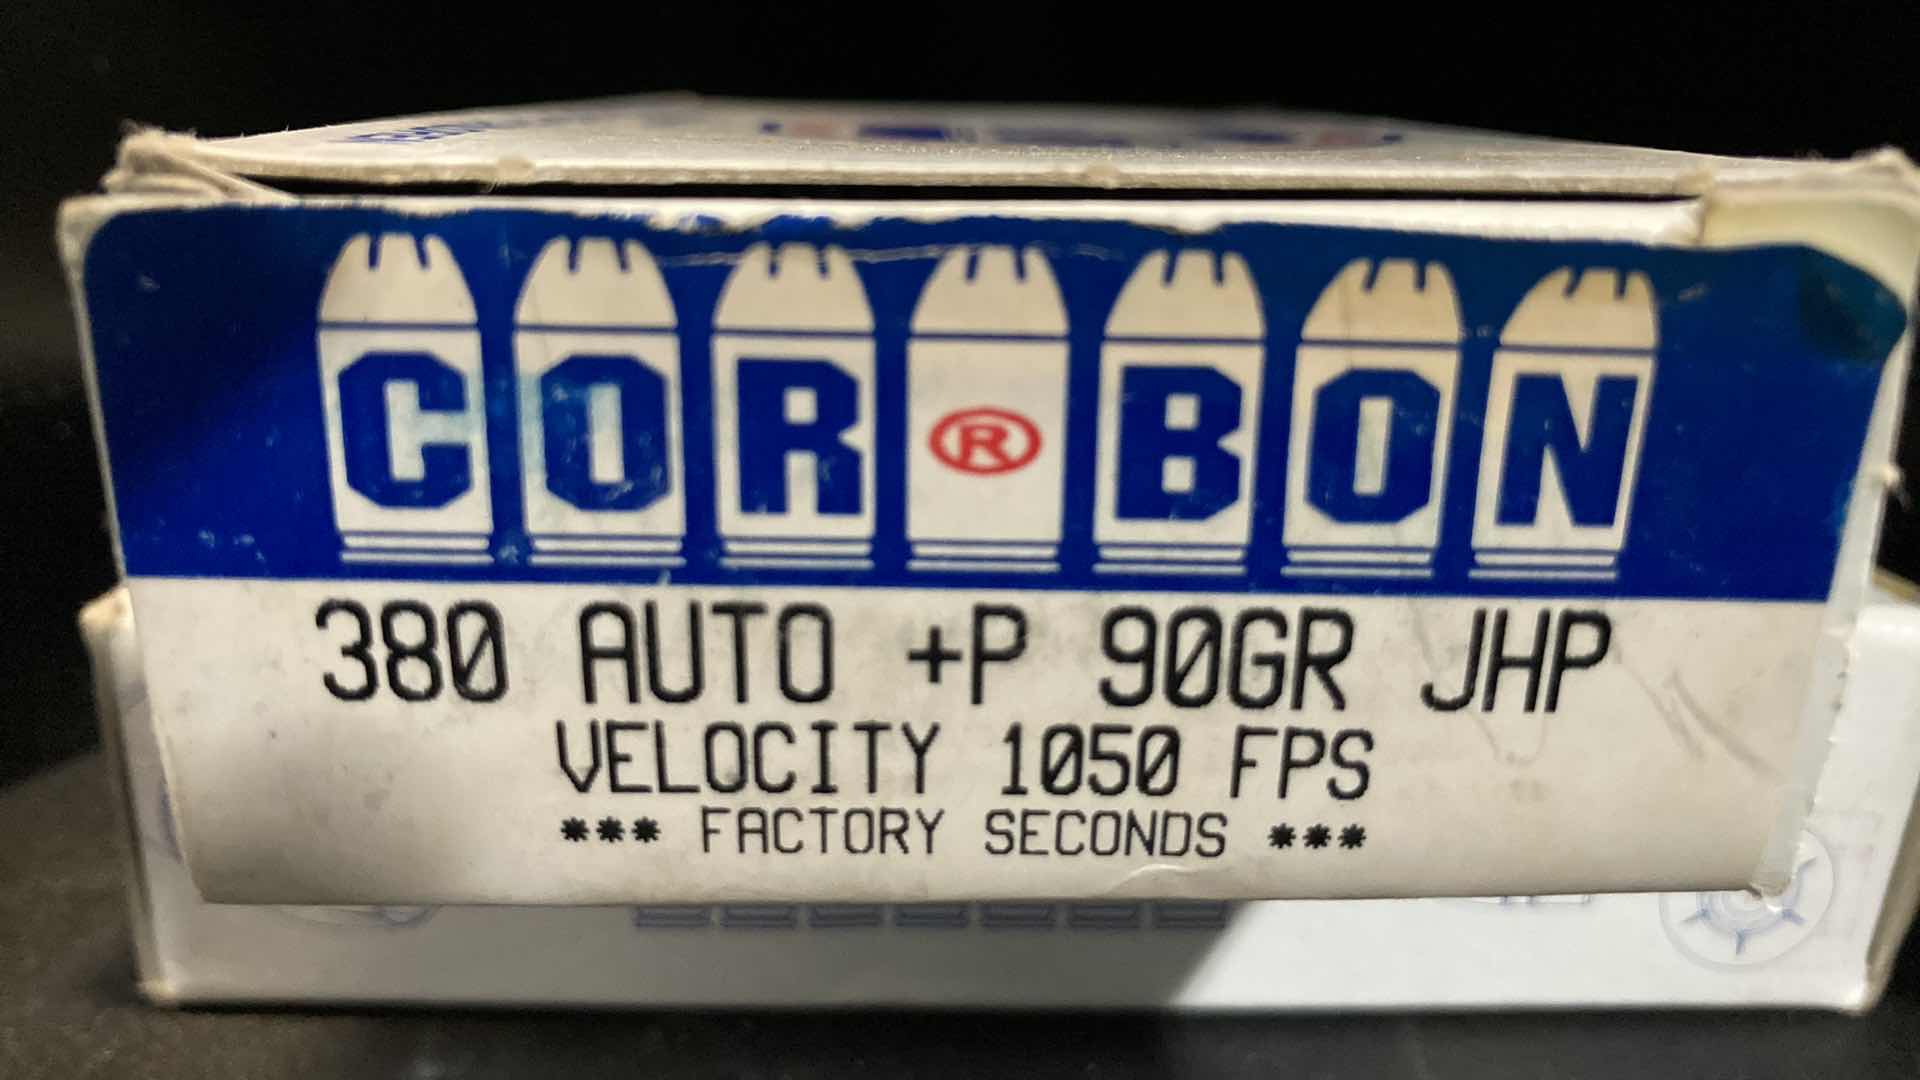 COR®BON
380 AUTO +P 90GR JHP
VELOCITY 1050 FPS
*** FACTORY SECONDS ***